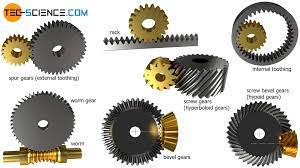 TEC-SCIENCE.COM
rack
spur gears (external toothing)
internal toothing
worm gear
screw gears
(hyperboloid gears)
screw bevel gears
(hypoid gears)
worm
bevel gears